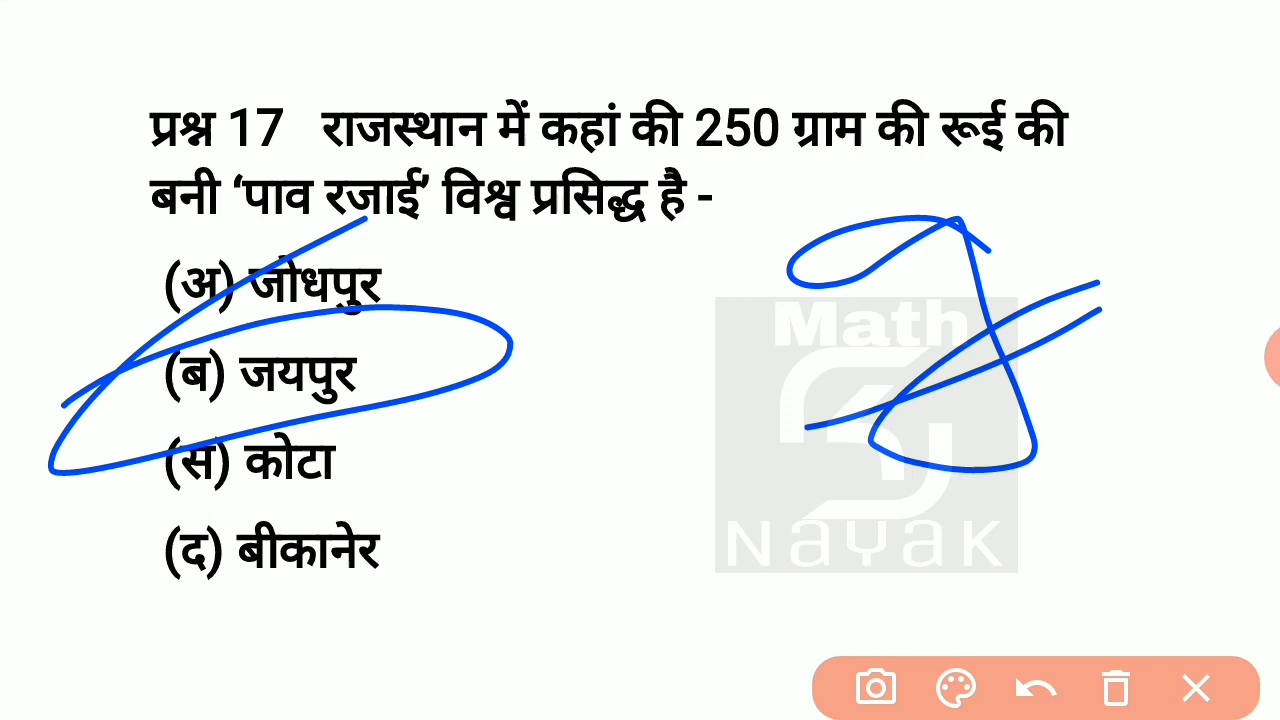 प्रश्न 17 राजस्थान में कहां की 250 ग्राम की रूई की
बनी ‘पाव रजाई’ विश्व प्रसिद्ध है -
(अ) जोधपुर
(ब) जयपुर
(स) कोटा
(द) बीकानेर
Math
NAYAK